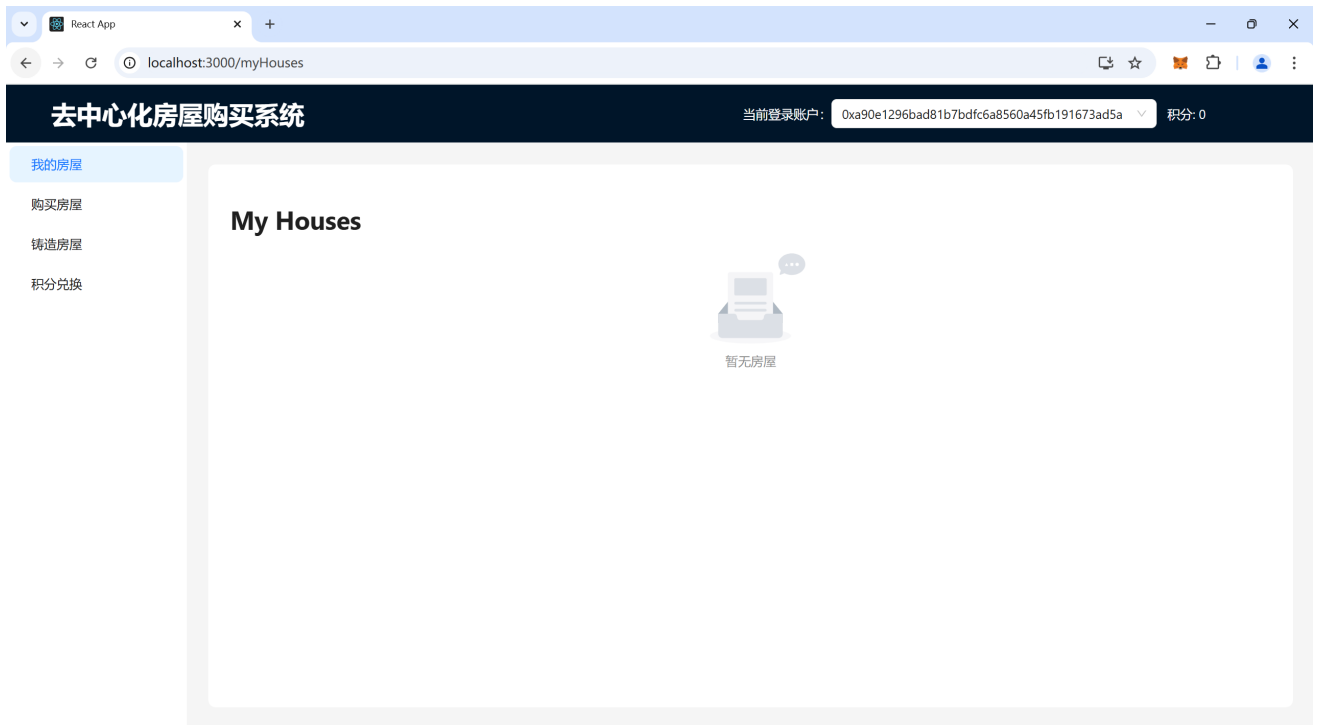 React App
localhost:3000/myHouses
去中心化房屋购买系统
当前登录账户：
0xa90e1296bad81b7bdfc6a8560a45fb191673ad5a
积分: 0
我的房屋
购买房屋
铸造房屋
积分兑换
My Houses
暂无房屋